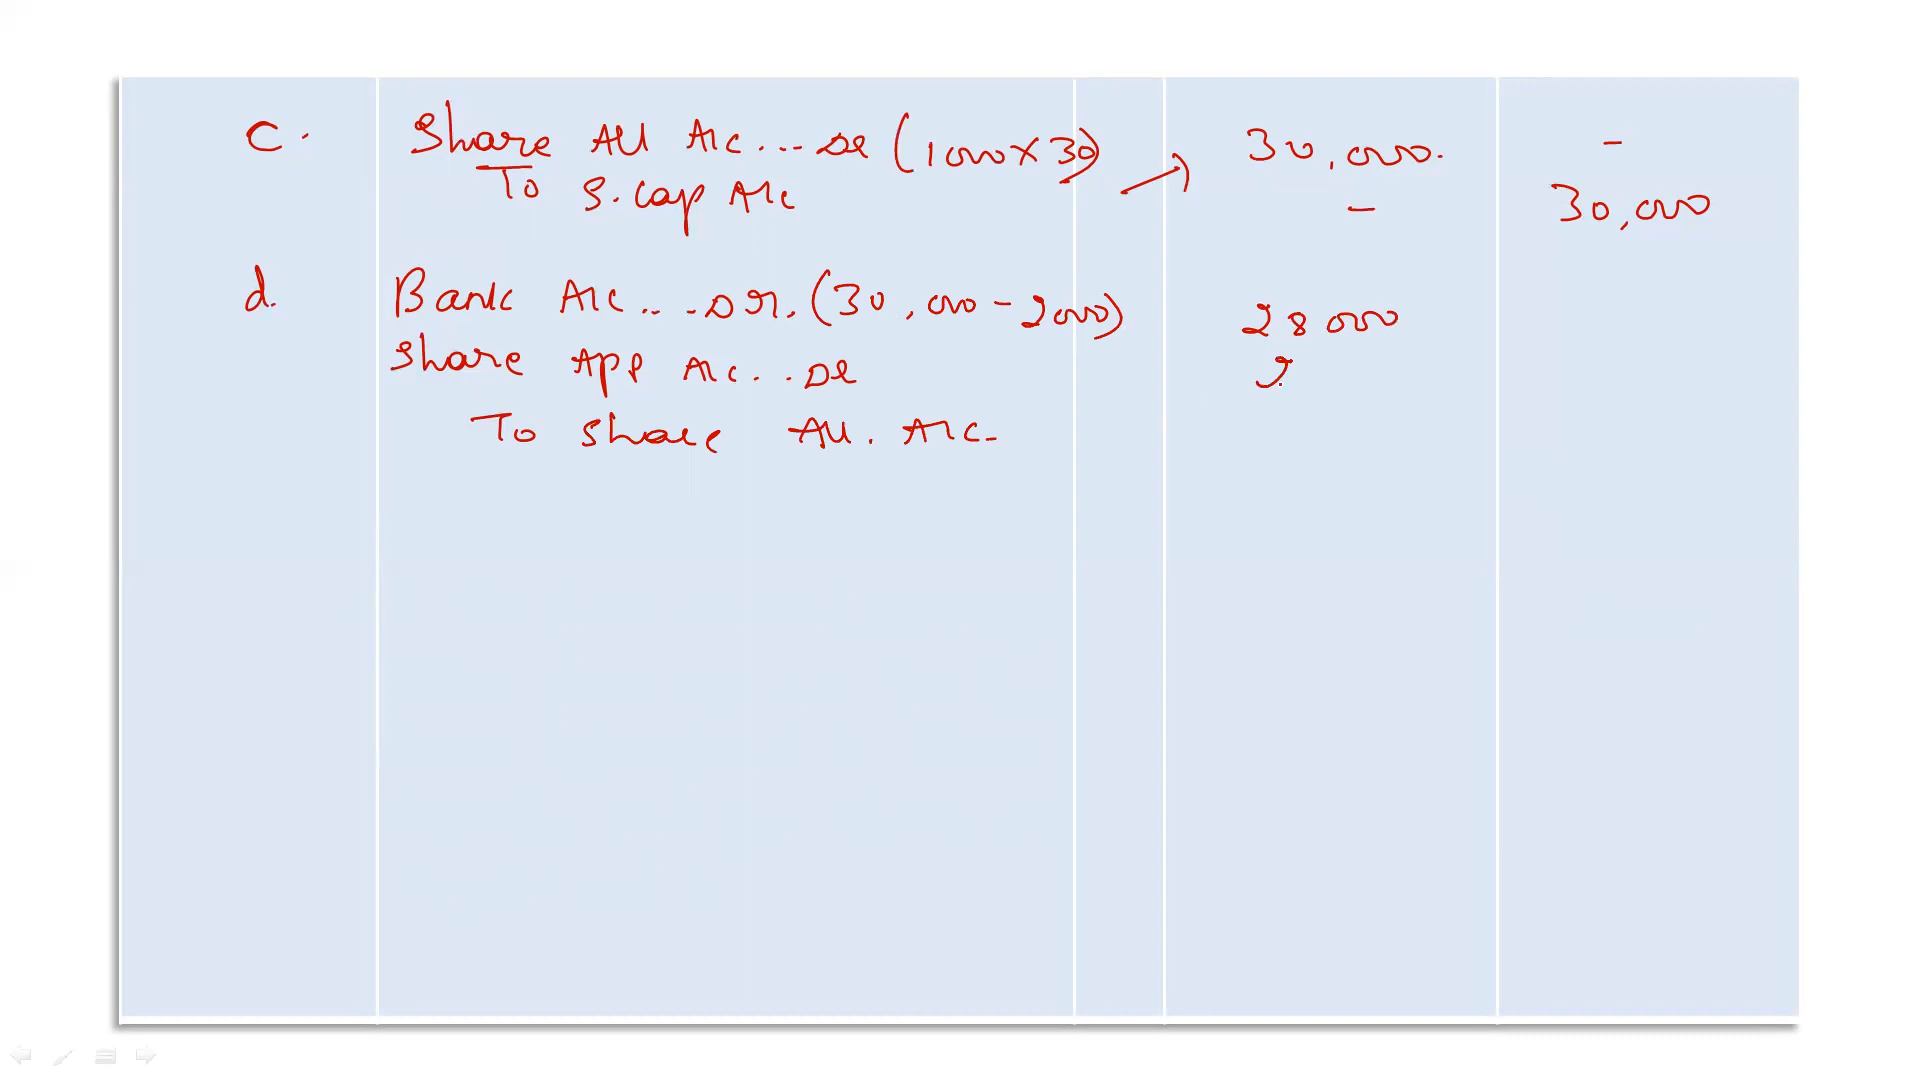 C. Share All A/c...Dr (1000×30) 30,000. -
To S.Cap A/c - 30,000
d. Bank A/c...Dr. (30,000-2000) 28000
Share App A/c...Dr 2
To Share All. A/c-